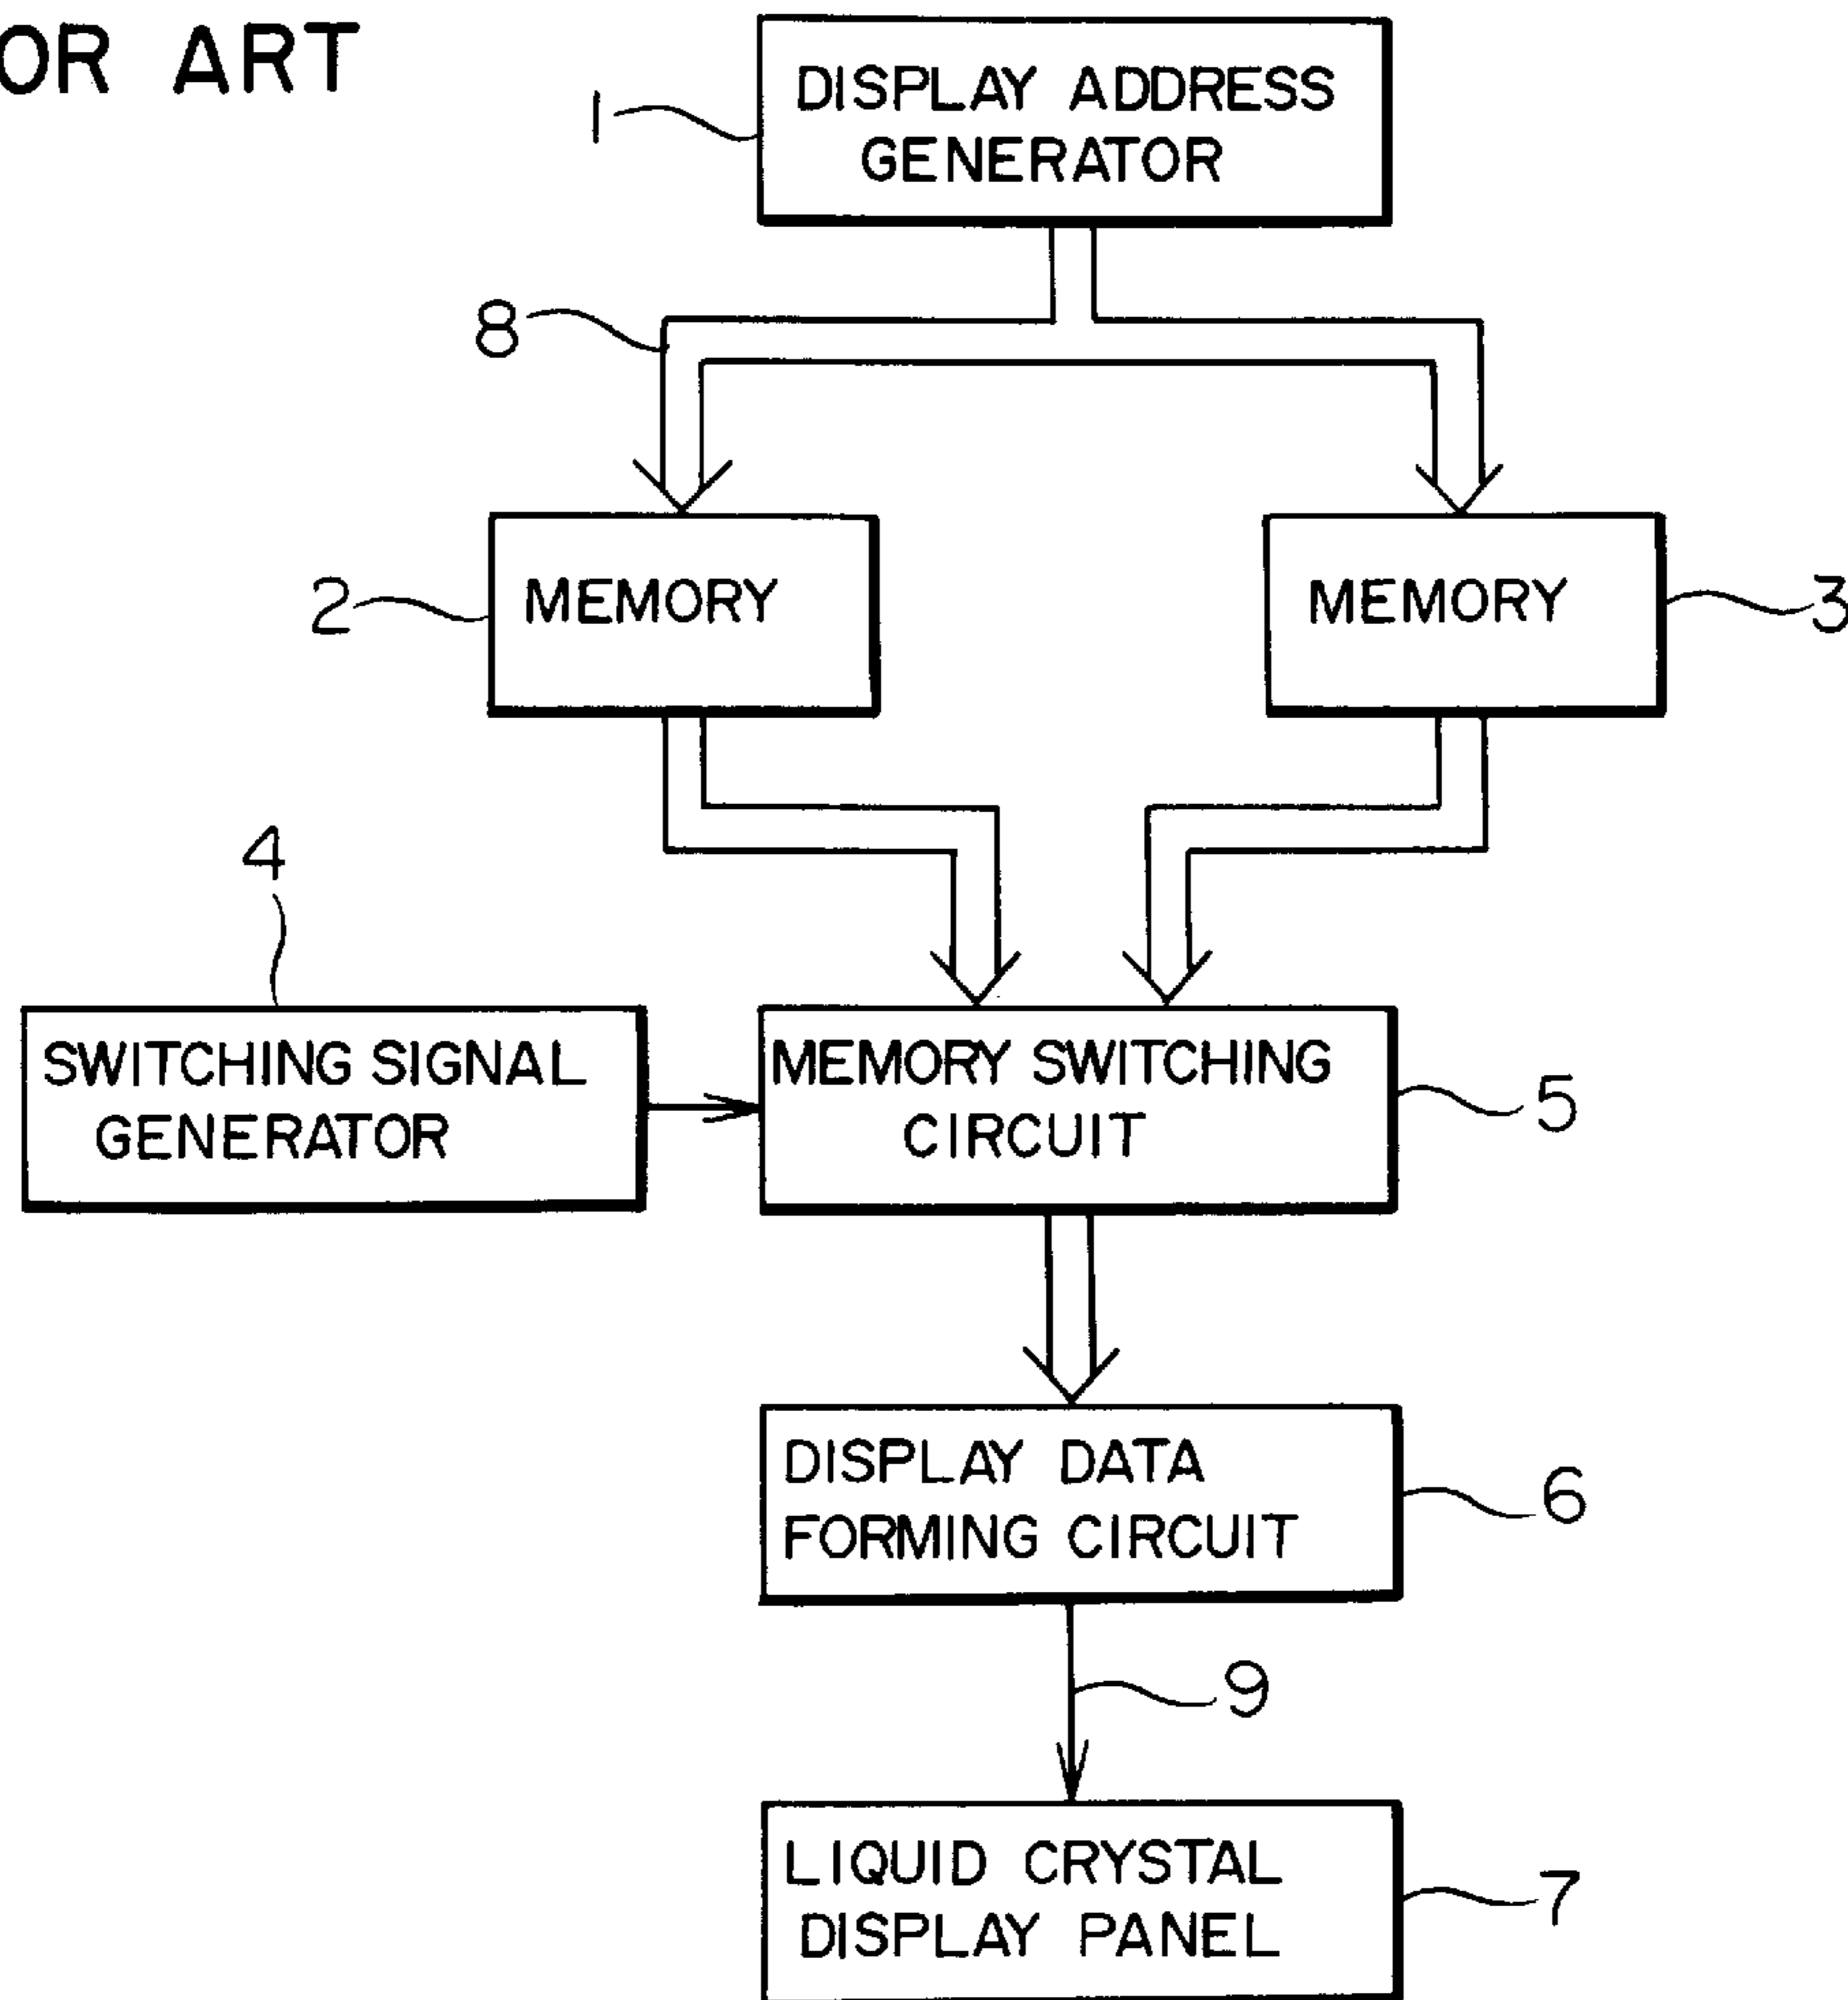 OR ART
DISPLAY ADDRESS
GENERATOR
1
8
MEMORY
2
MEMORY
3
4
SWITCHING SIGNAL
GENERATOR
MEMORY SWITCHING
CIRCUIT
5
DISPLAY DATA
FORMING CIRCUIT
6
9
LIQUID CRYSTAL
DISPLAY PANEL
7